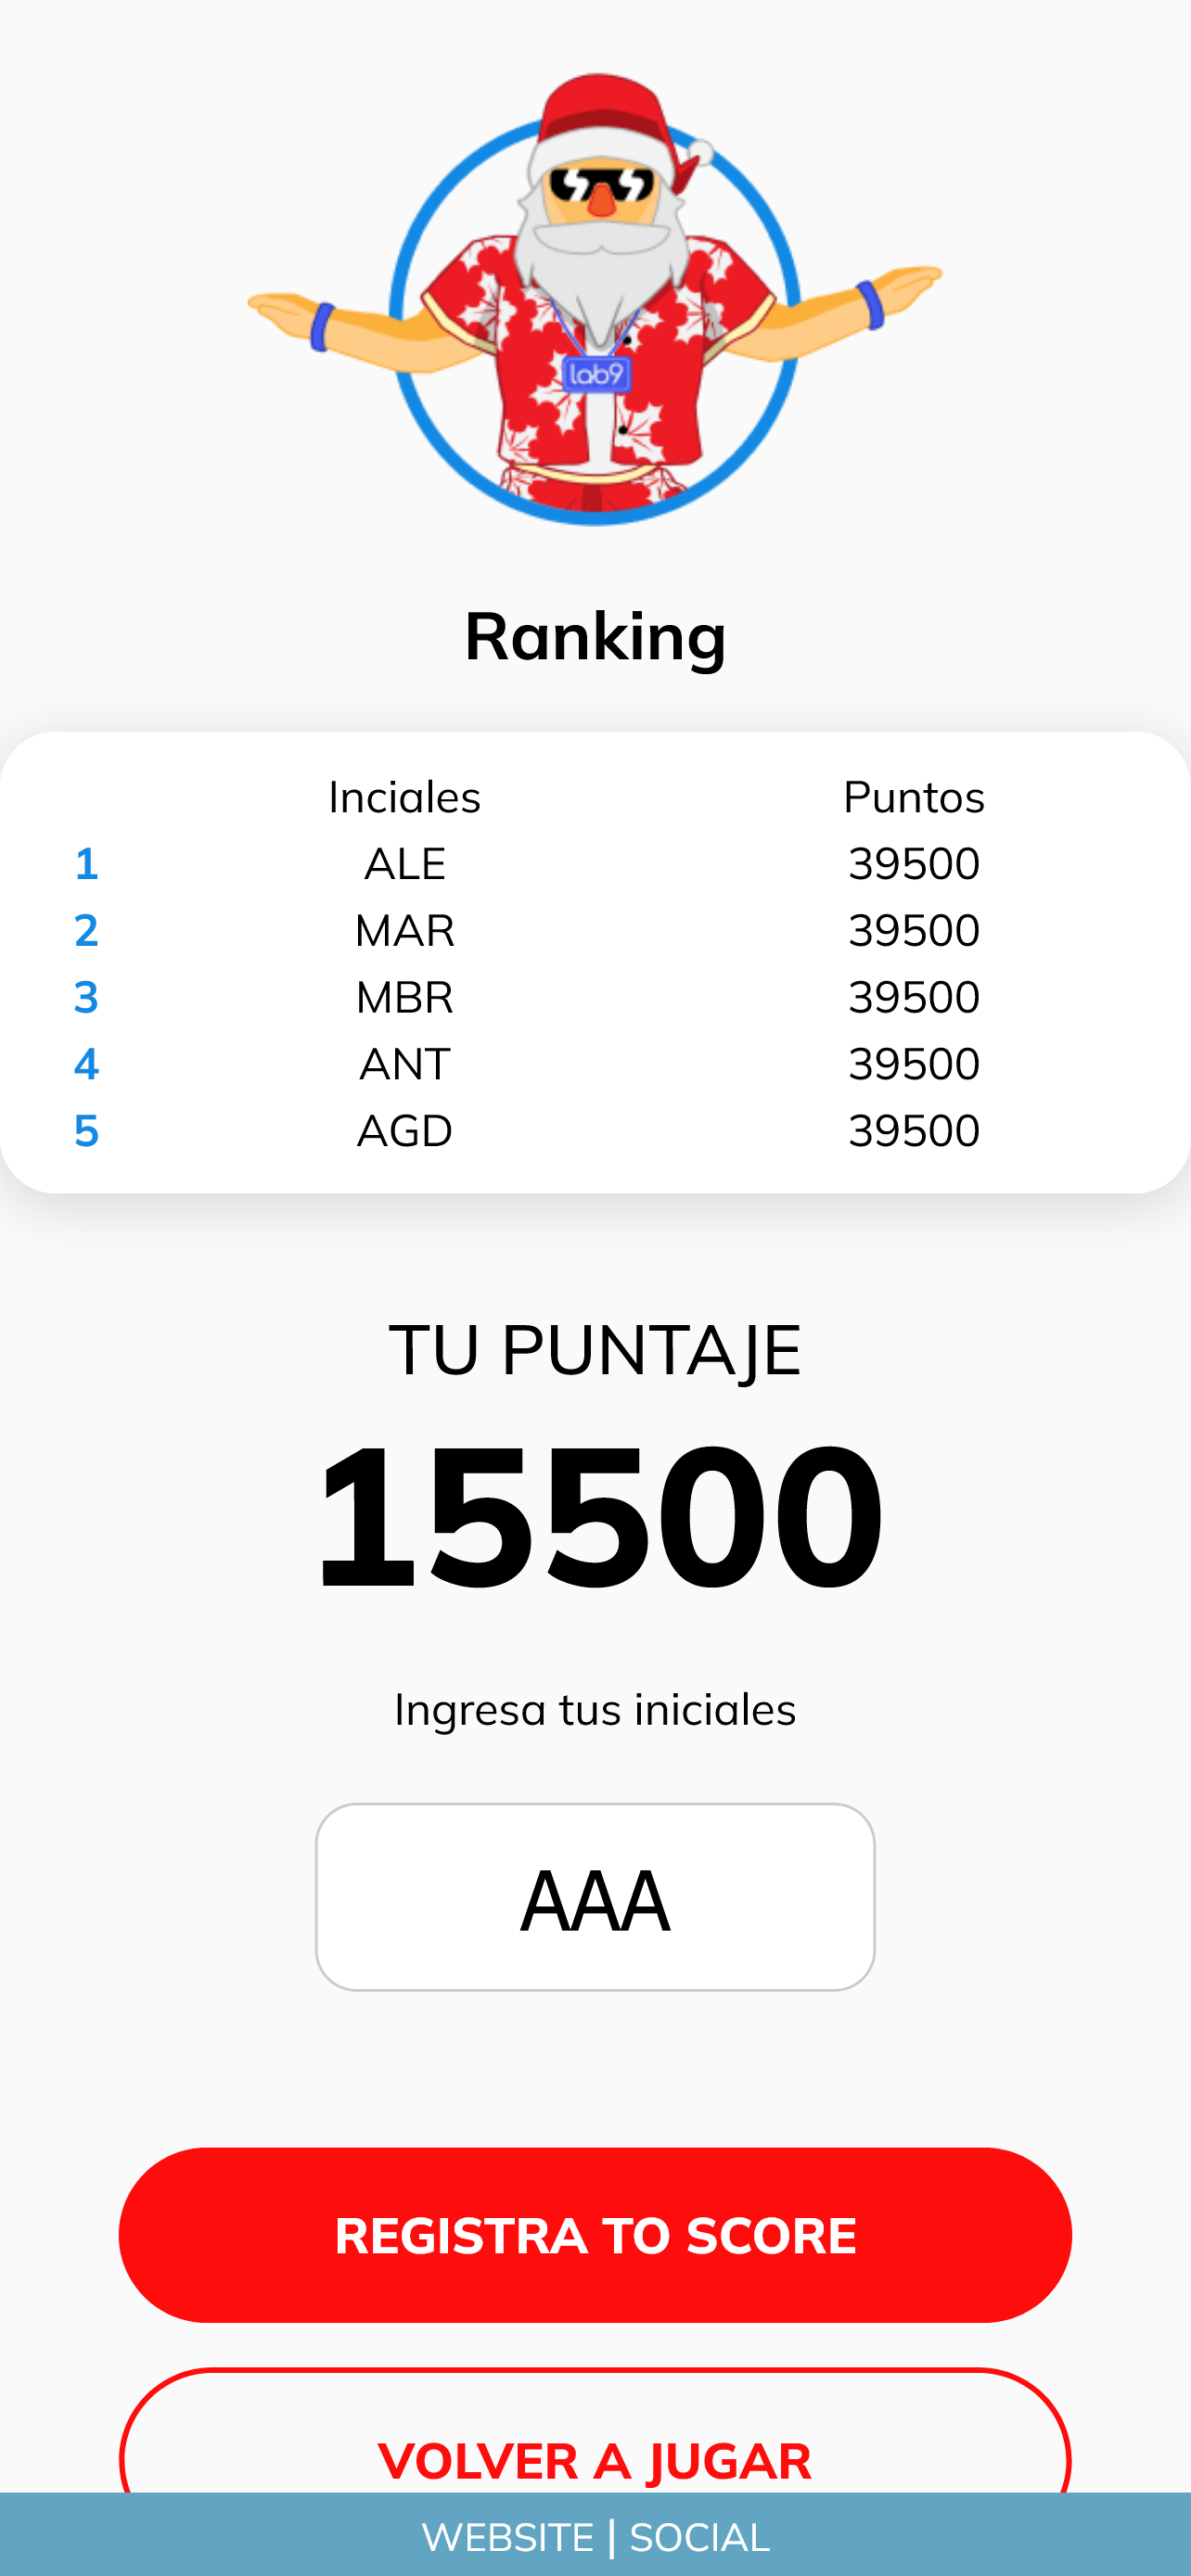 lab9
Ranking
Inciales Puntos
1 ALE 39500
2 MAR 39500
3 MBR 39500
4 ANT 39500
5 AGD 39500
TU PUNTAJE
15500
Ingresa tus iniciales
AAA
REGISTRA TO SCORE
VOLVER A JUGAR
WEBSITE | SOCIAL